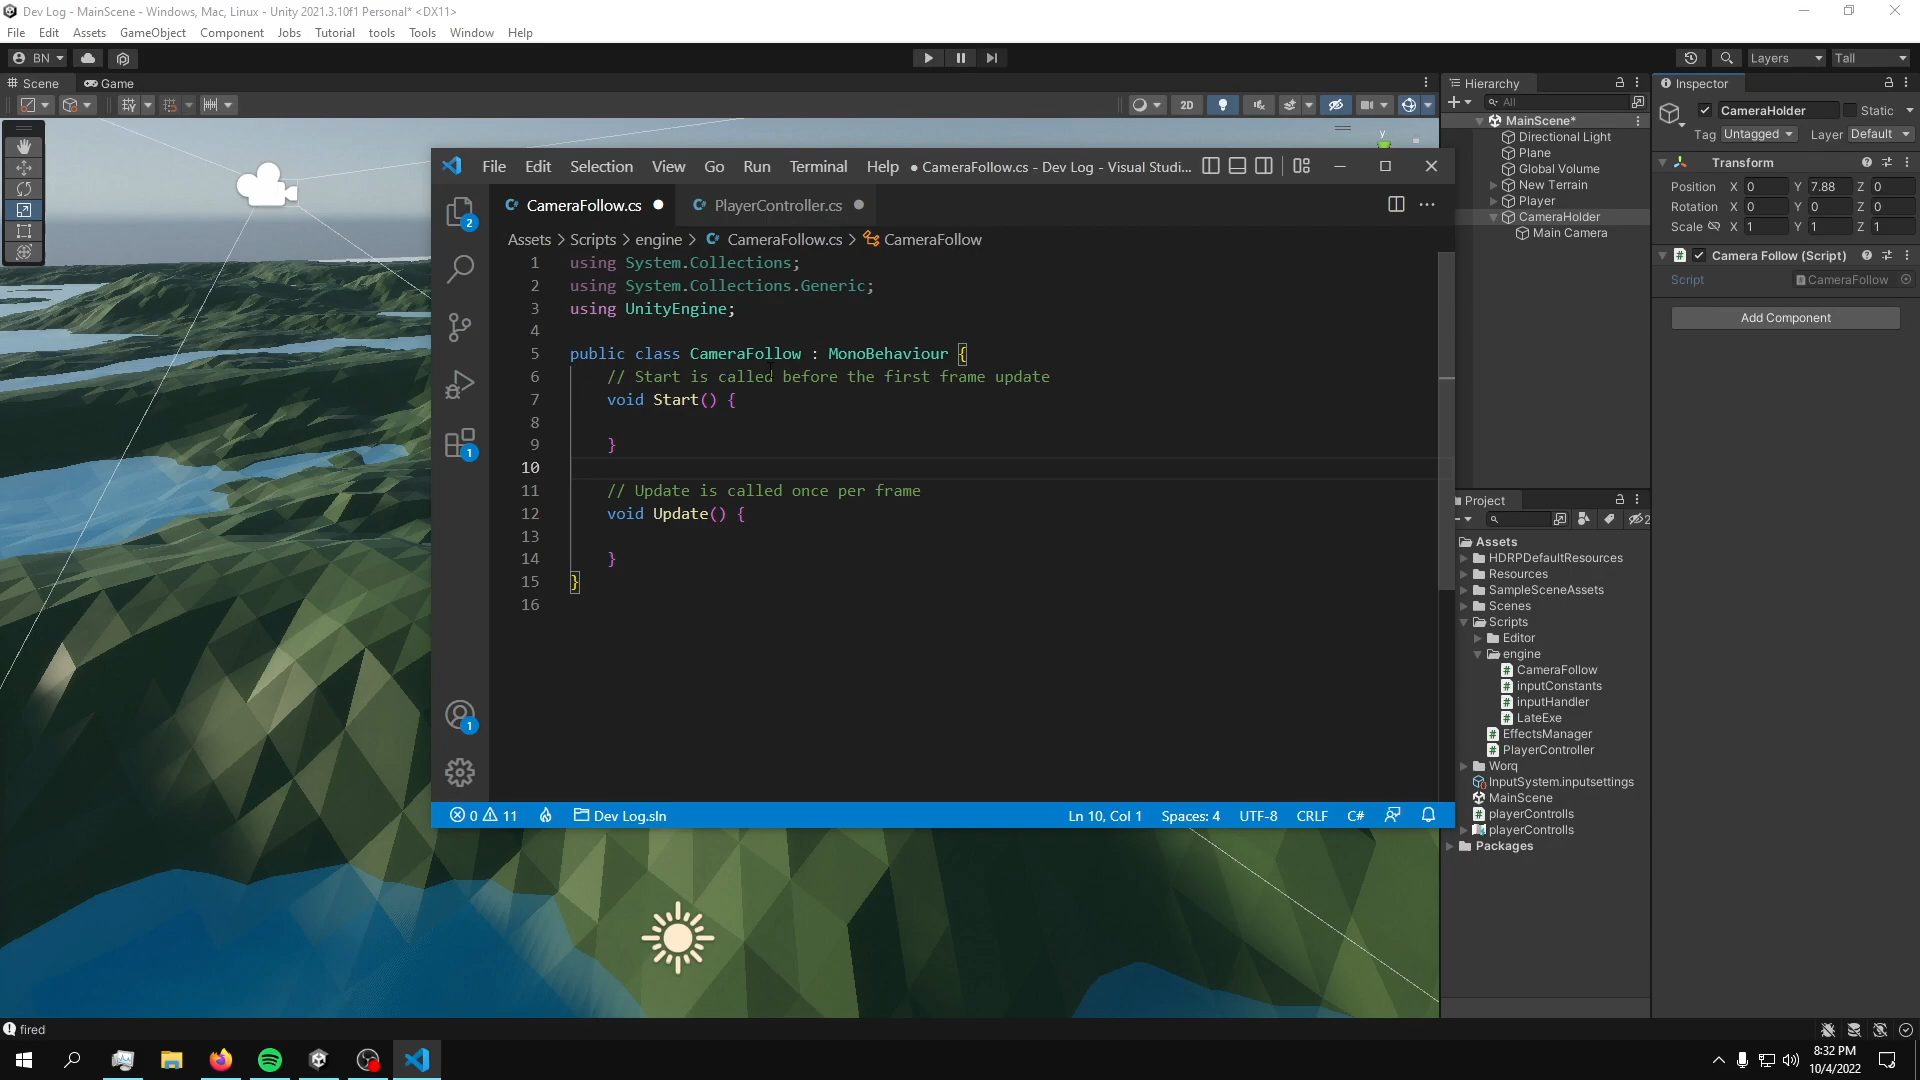 Dev Log - MainScene - Windows, Mac, Linux - Unity 2021.3.10f1 Personal* <DX11>
File Edit Assets GameObject Component Jobs Tutorial tools Tools Window Help
BN
Layers
Tall
Scene
Game
2D
y
File Edit Selection View Go Run Terminal Help
● CameraFollow.cs - Dev Log - Visual Studi...
CameraFollow.cs
PlayerController.cs
2
1
1
Assets > Scripts > engine > CameraFollow.cs > CameraFollow
1 using System.Collections;
2 using System.Collections.Generic;
3 using UnityEngine;
4
5 public class CameraFollow : MonoBehaviour {
6 // Start is called before the first frame update
7 void Start() {
8
9 }
10
11 // Update is called once per frame
12 void Update() {
13
14 }
15 }
16
0 11 Dev Log.sln
Ln 10, Col 1 Spaces: 4 UTF-8 CRLF C#
Hierarchy
All
MainScene*
Directional Light
Plane
Global Volume
New Terrain
Player
CameraHolder
Main Camera
Project
2
Assets
HDRPDefaultResources
Resources
SampleSceneAssets
Scenes
Scripts
Editor
engine
CameraFollow
inputConstants
inputHandler
LateExe
EffectsManager
PlayerController
Worq
InputSystem.inputsettings
MainScene
playerControlls
playerControlls
Packages
Inspector
CameraHolder
Static
Tag Untagged Layer Default
Transform
Position X 0 Y 7.88 Z 0
Rotation X 0 Y 0 Z 0
Scale X 1 Y 1 Z 1
Camera Follow (Script)
Script CameraFollow
Add Component
fired
8:32 PM
10/4/2022